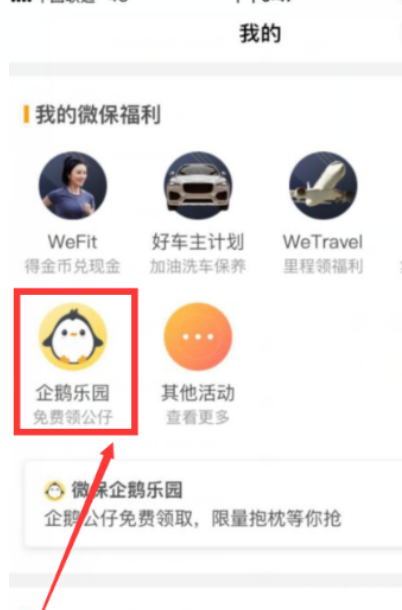 我的
我的微保福利
WeFit
好车主计划
WeTravel
得金币兑现金
加油洗车保养
里程领福利
企鹅乐园
其他活动
免费领公仔
查看更多
微保企鹅乐园
企鹅公仔免费领取，限量抱枕等你抢